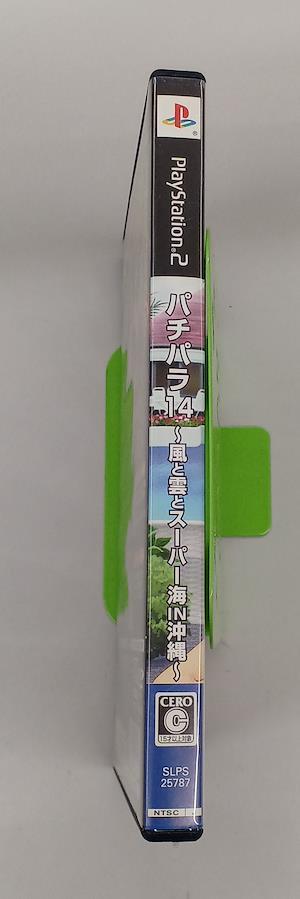 PlayStation®2
パチパラ14～風と雲とスーパー海IN沖縄～
CERO
C
15才以上対象
SLPS
25787
NTSC J